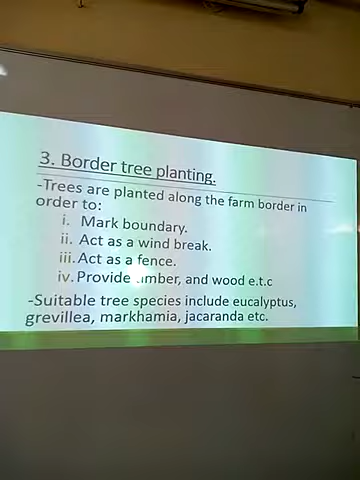 3. Border tree planting.
-Trees are planted along the farm border in
order to:
i. Mark boundary.
ii. Act as a wind break.
iii. Act as a fence.
iv. Provide and wood e.t.c
-Suitable tree species include eucalyptus,
grevillea, markhamia, jacaranda etc.